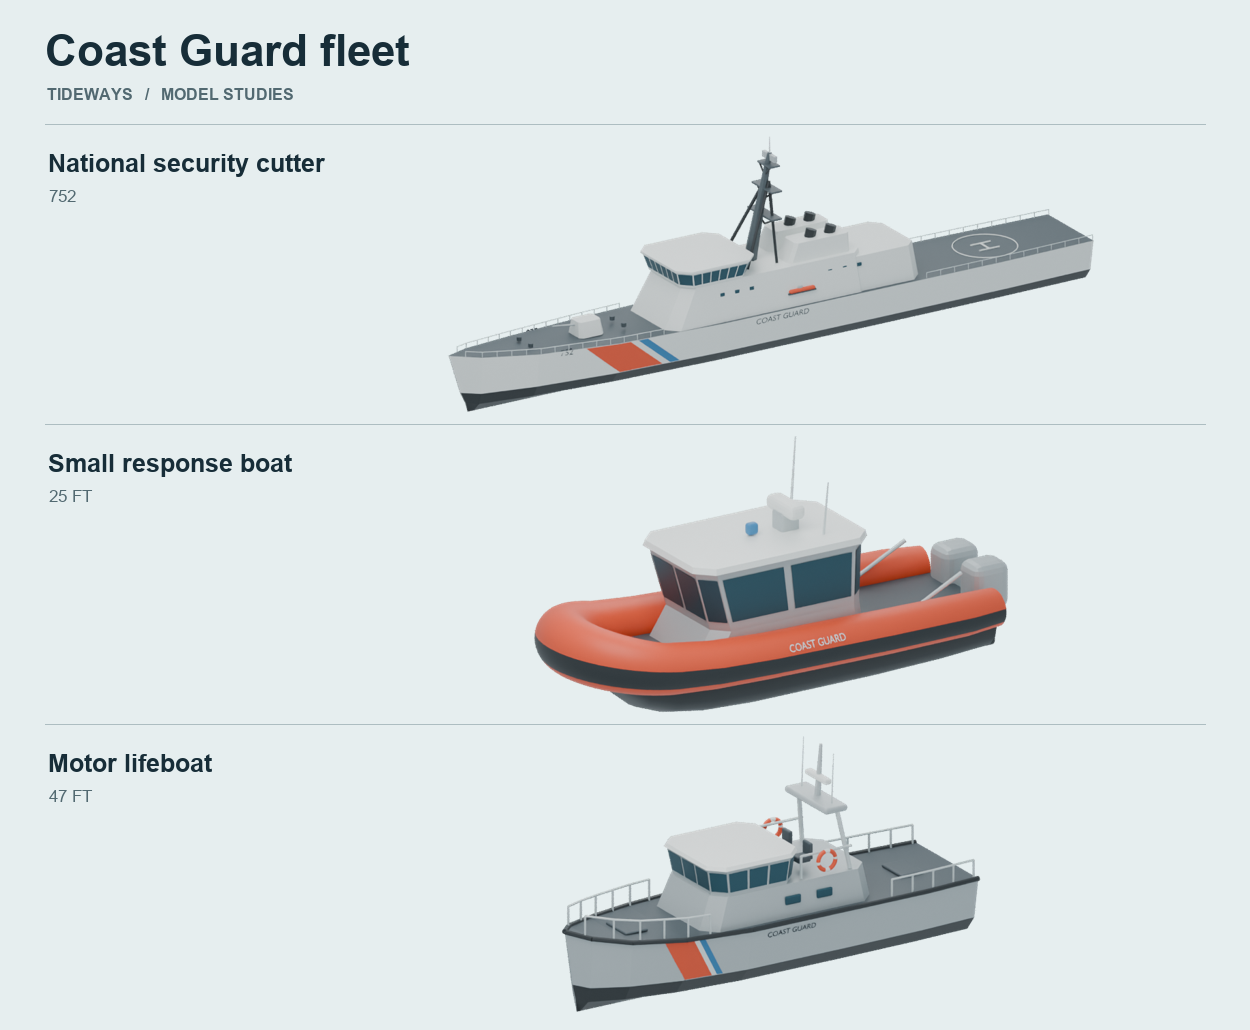 Coast Guard fleet
TIDEWAYS / MODEL STUDIES
National security cutter
752
H
COAST GUARD
Small response boat
25 FT
COAST GUARD
Motor lifeboat
47 FT
COAST GUARD